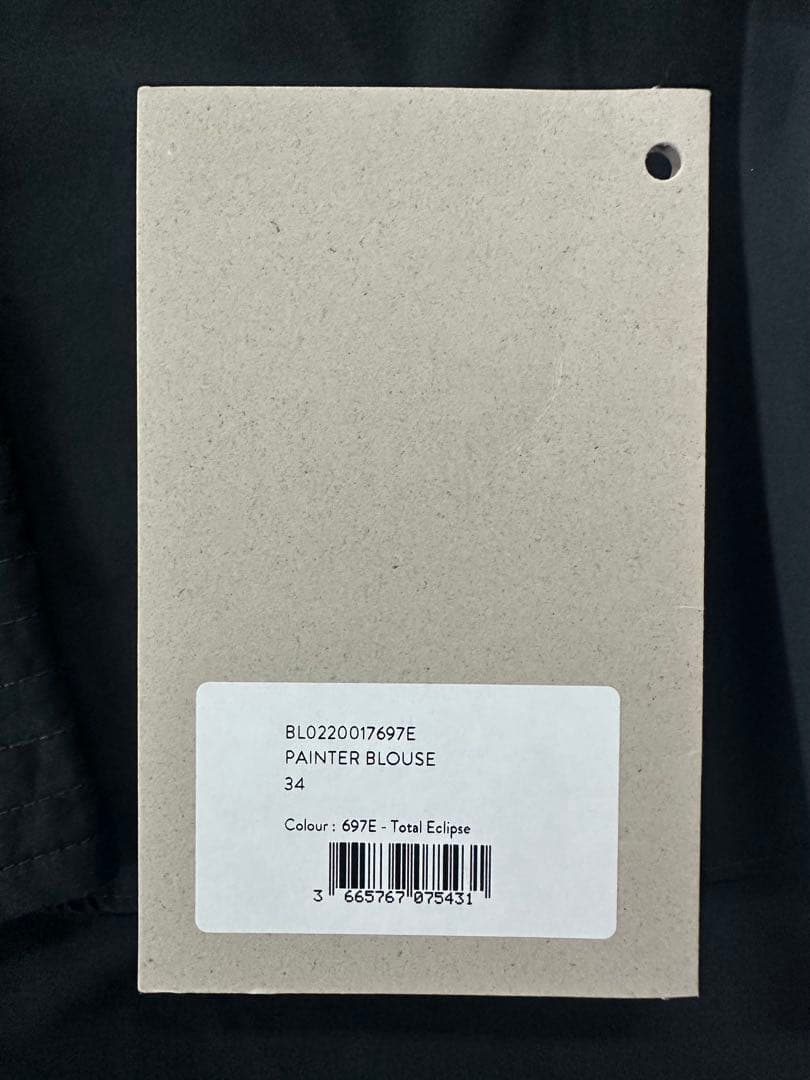 BL0220017697E
PAINTER BLOUSE
34
Colour : 697E - Total Eclipse
3 665767 075431